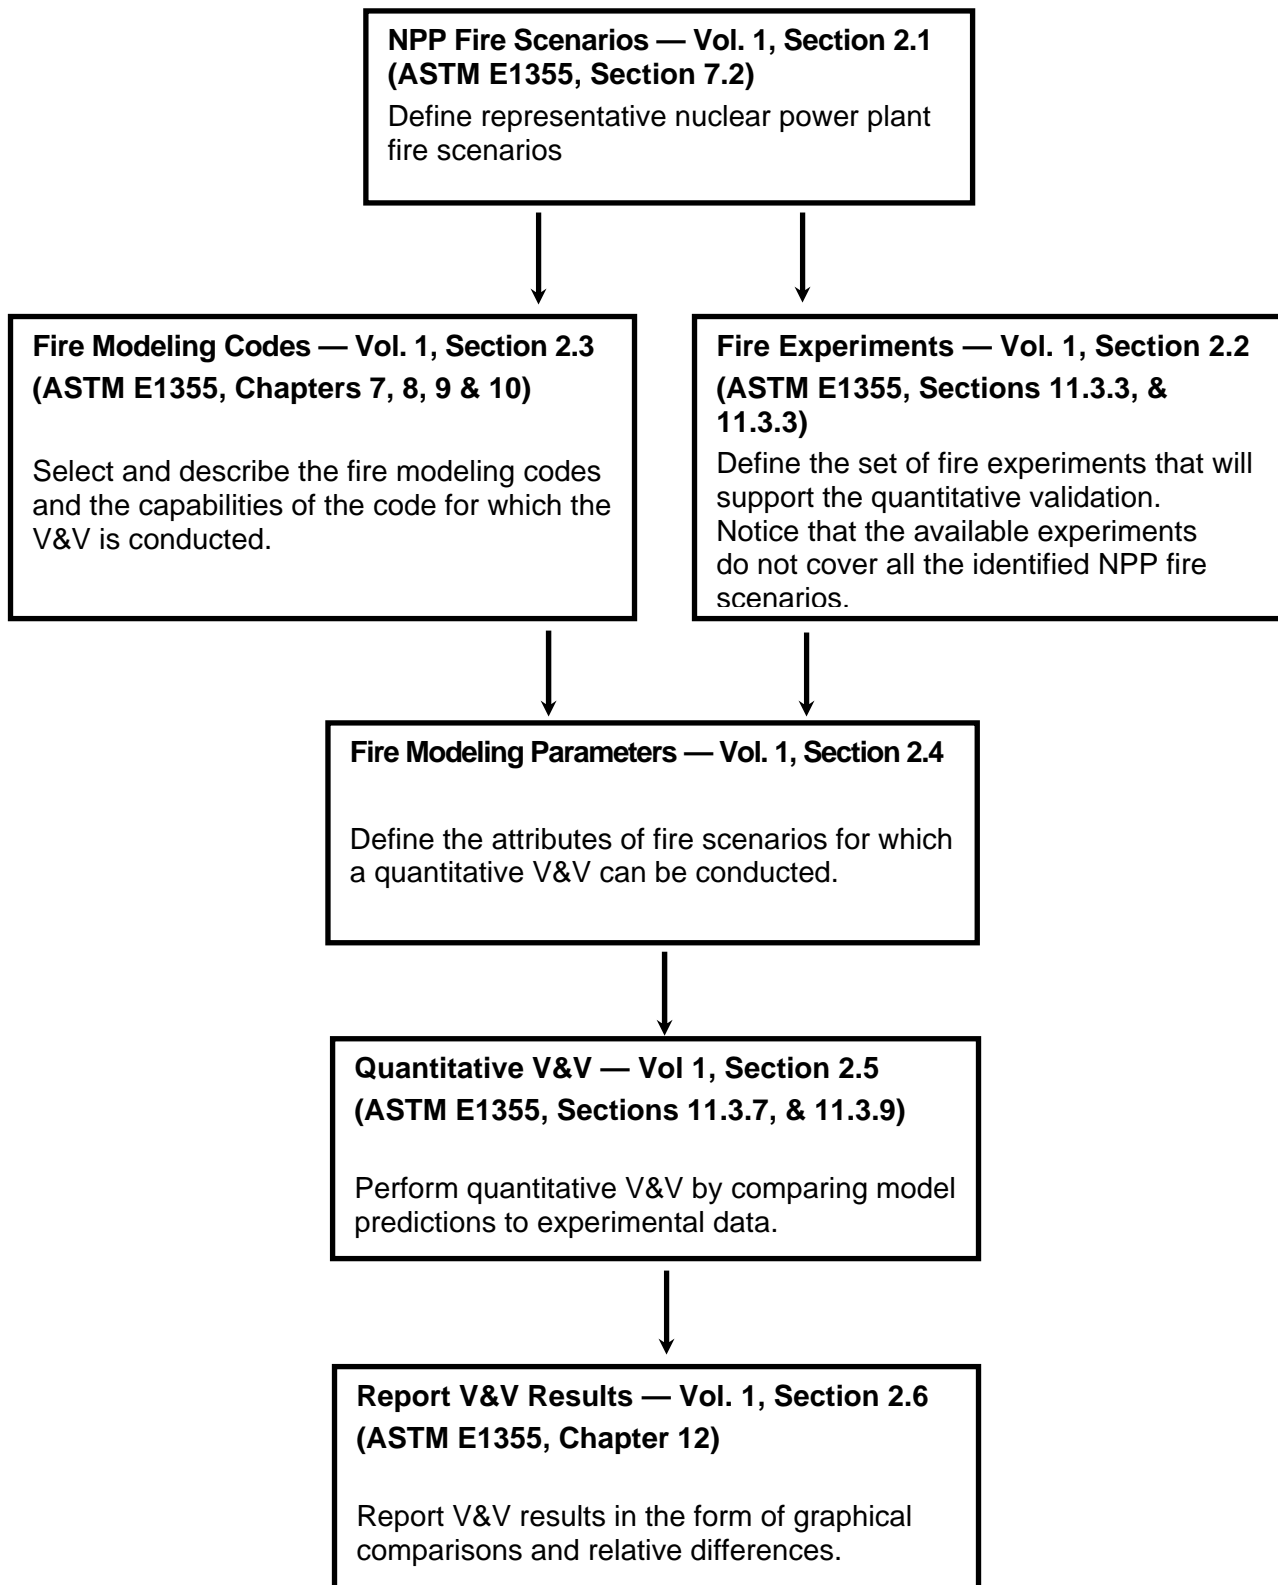 NPP Fire Scenarios — Vol. 1, Section 2.1
(ASTM E1355, Section 7.2)
Define representative nuclear power plant
fire scenarios
Fire Modeling Codes — Vol. 1, Section 2.3
(ASTM E1355, Chapters 7, 8, 9 & 10)
Select and describe the fire modeling codes
and the capabilities of the code for which the
V&V is conducted.
Fire Experiments — Vol. 1, Section 2.2
(ASTM E1355, Sections 11.3.3, &
11.3.3)
Define the set of fire experiments that will
support the quantitative validation.
Notice that the available experiments
do not cover all the identified NPP fire
scenarios.
Fire Modeling Parameters — Vol. 1, Section 2.4
Define the attributes of fire scenarios for which
a quantitative V&V can be conducted.
Quantitative V&V — Vol 1, Section 2.5
(ASTM E1355, Sections 11.3.7, & 11.3.9)
Perform quantitative V&V by comparing model
predictions to experimental data.
Report V&V Results — Vol. 1, Section 2.6
(ASTM E1355, Chapter 12)
Report V&V results in the form of graphical
comparisons and relative differences.